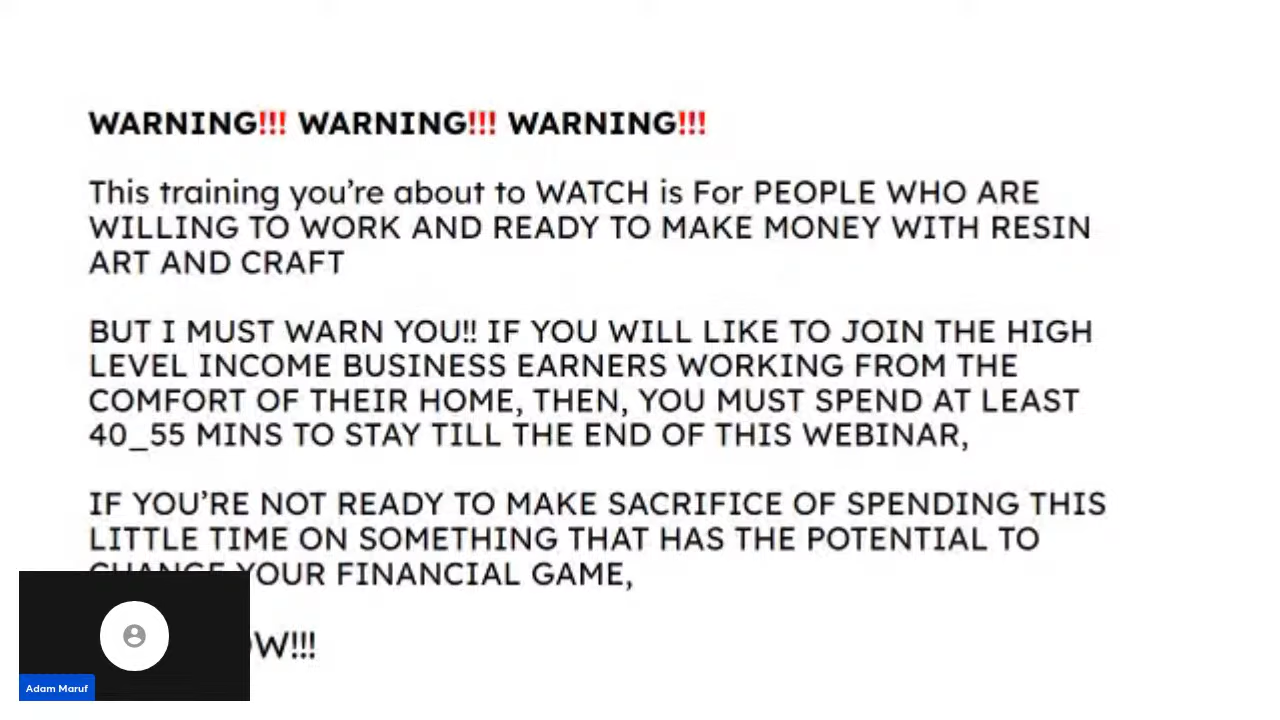 WARNING!!! WARNING!!! WARNING!!!
This training you’re about to WATCH is For PEOPLE WHO ARE
WILLING TO WORK AND READY TO MAKE MONEY WITH RESIN
ART AND CRAFT
BUT I MUST WARN YOU!! IF YOU WILL LIKE TO JOIN THE HIGH
LEVEL INCOME BUSINESS EARNERS WORKING FROM THE
COMFORT OF THEIR HOME, THEN, YOU MUST SPEND AT LEAST
40_55 MINS TO STAY TILL THE END OF THIS WEBINAR,
IF YOU’RE NOT READY TO MAKE SACRIFICE OF SPENDING THIS
LITTLE TIME ON SOMETHING THAT HAS THE POTENTIAL TO
CHANGE YOUR FINANCIAL GAME,
OW!!!
Adam Maruf